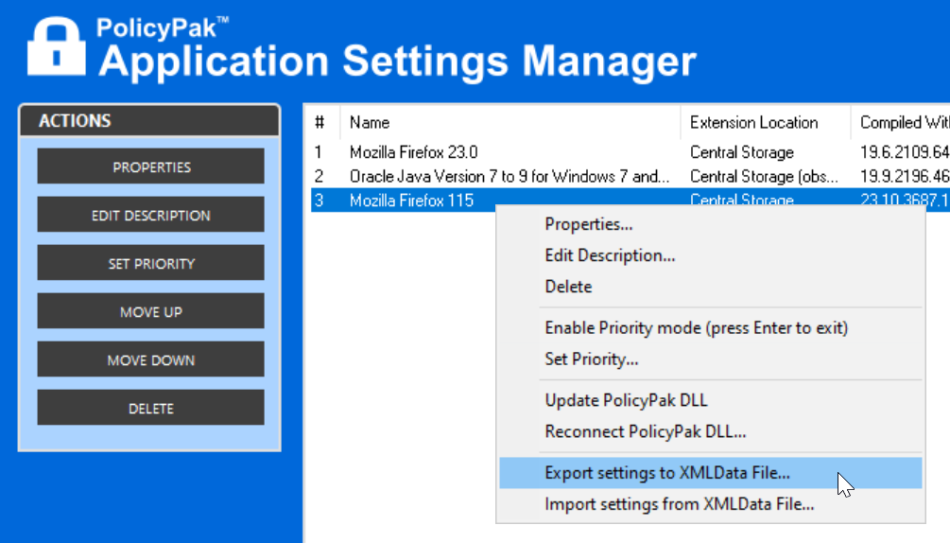 PolicyPak™
Application Settings Manager
ACTIONS
PROPERTIES
EDIT DESCRIPTION
SET PRIORITY
MOVE UP
MOVE DOWN
DELETE
# Name Extension Location Compiled Wit
1 Mozilla Firefox 23.0 Central Storage 19.6.2109.64
2 Oracle Java Version 7 to 9 for Windows 7 and... Central Storage (obs... 19.9.2196.46
3 Mozilla Firefox 115 Central Storage 23.10.3687.1
Properties...
Edit Description...
Delete
Enable Priority mode (press Enter to exit)
Set Priority...
Update PolicyPak DLL
Reconnect PolicyPak DLL...
Export settings to XMLData File...
Import settings from XMLData File...